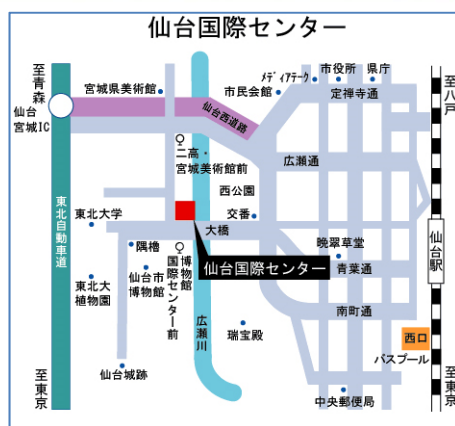 仙台国際センター
至青森
仙台
宮城IC
宮城県美術館
メディアテーク
市役所
県庁
市民会館
定禅寺通
至八戸
仙台西道路
二高・
宮城美術館前
広瀬通
西公園
東北自動車道
東北大学
交番
大橋
隅櫓
仙台市
博物館
博物館
国際センター前
仙台国際センター
晩翠草堂
青葉通
仙台駅
東北大
植物園
南町通
広瀬川
瑞宝殿
西口
バスプール
仙台城跡
至東京
中央郵便局
至東京